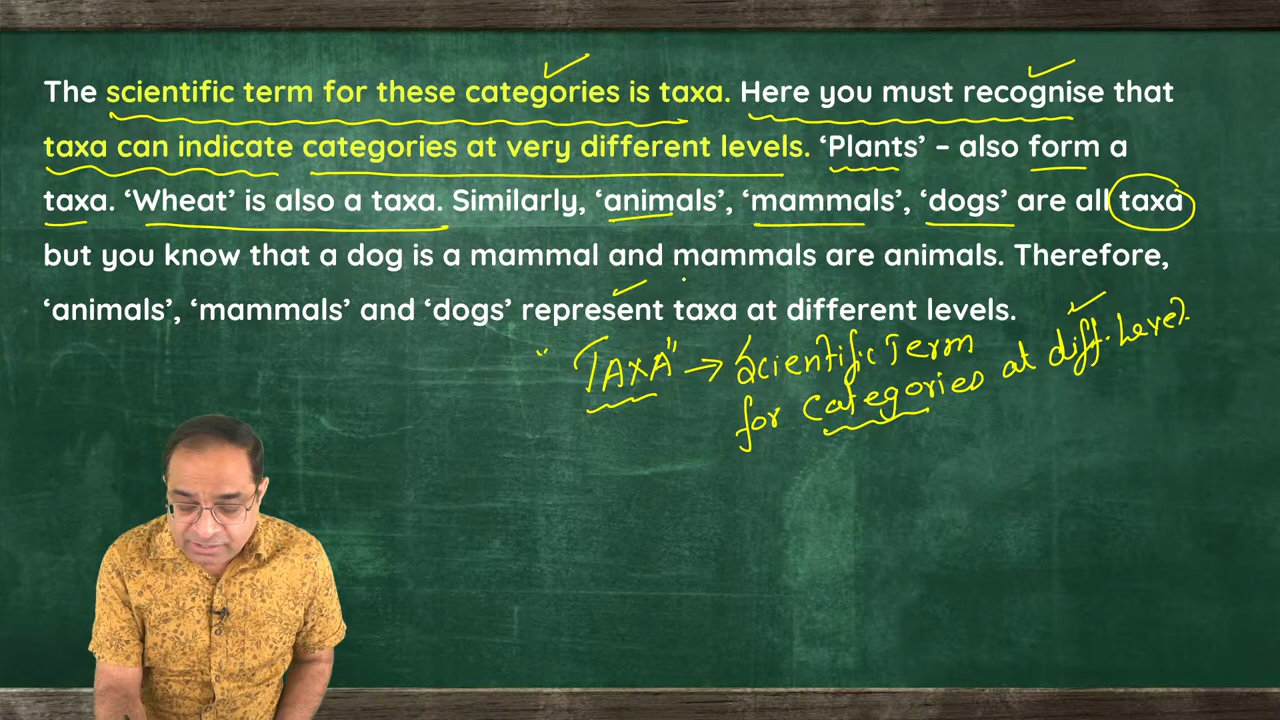 The scientific term for these categories is taxa. Here you must recognise that
taxa can indicate categories at very different levels. ‘Plants’ – also form a
taxa. ‘Wheat’ is also a taxa. Similarly, ‘animals’, ‘mammals’, ‘dogs’ are all taxa
but you know that a dog is a mammal and mammals are animals. Therefore,
‘animals’, ‘mammals’ and ‘dogs’ represent taxa at different levels.
"TAXA" → Scientific Term
for categories at diff. level.